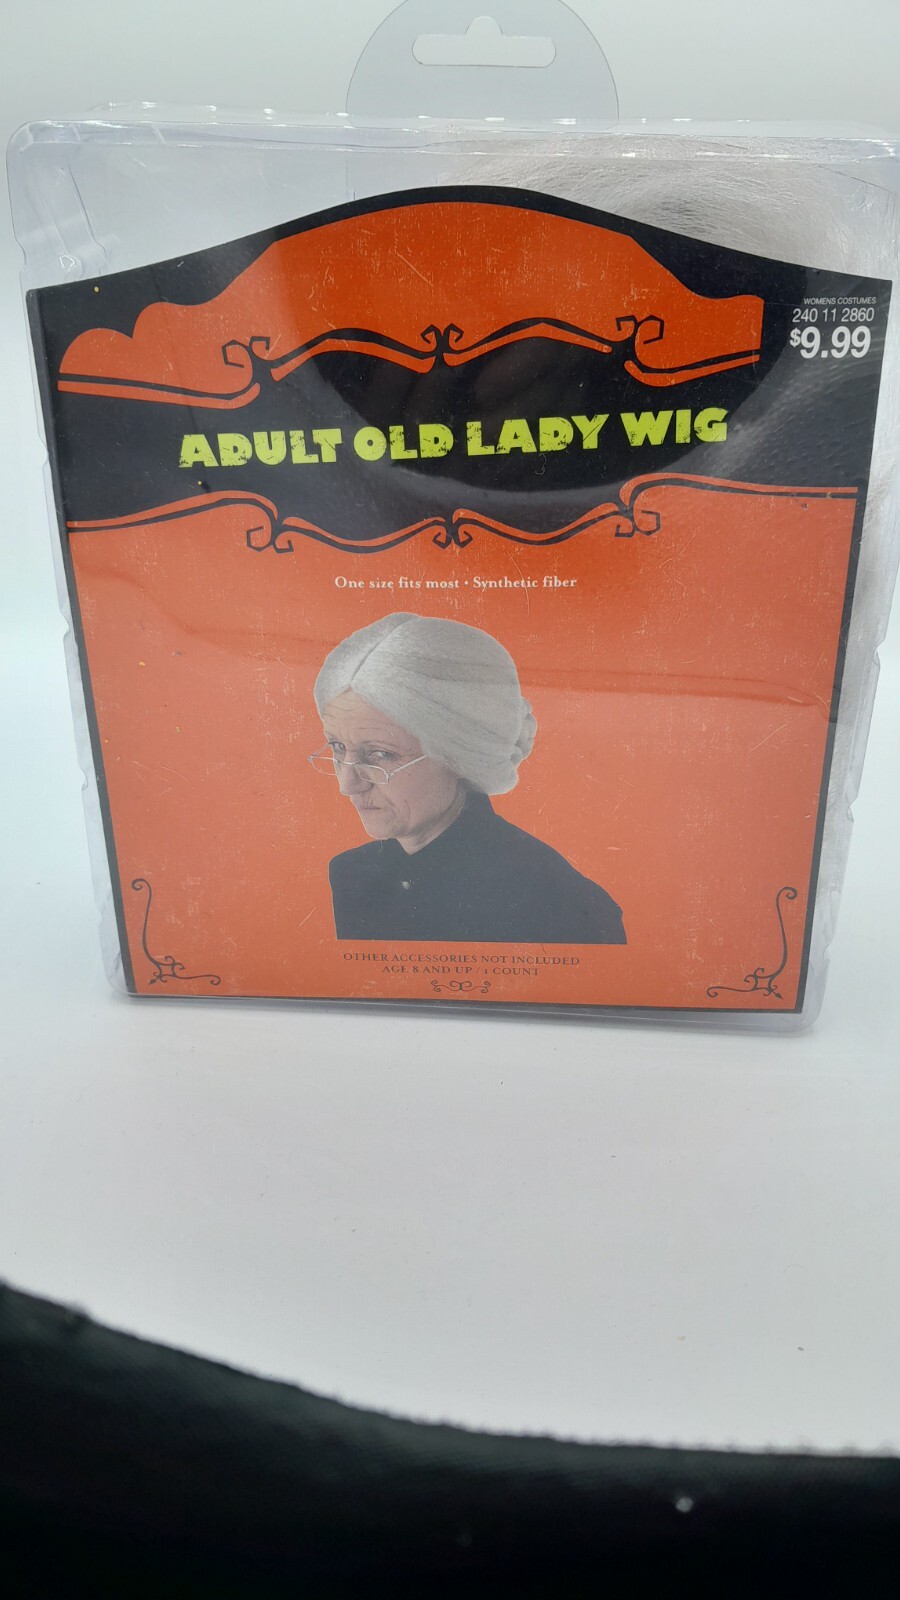 WOMENS COSTUMES
240 11 2860
$9.99
ADULT OLD LADY WIG
One size fits most • Synthetic fiber
OTHER ACCESSORIES NOT INCLUDED
AGE 8 AND UP / 1 COUNT